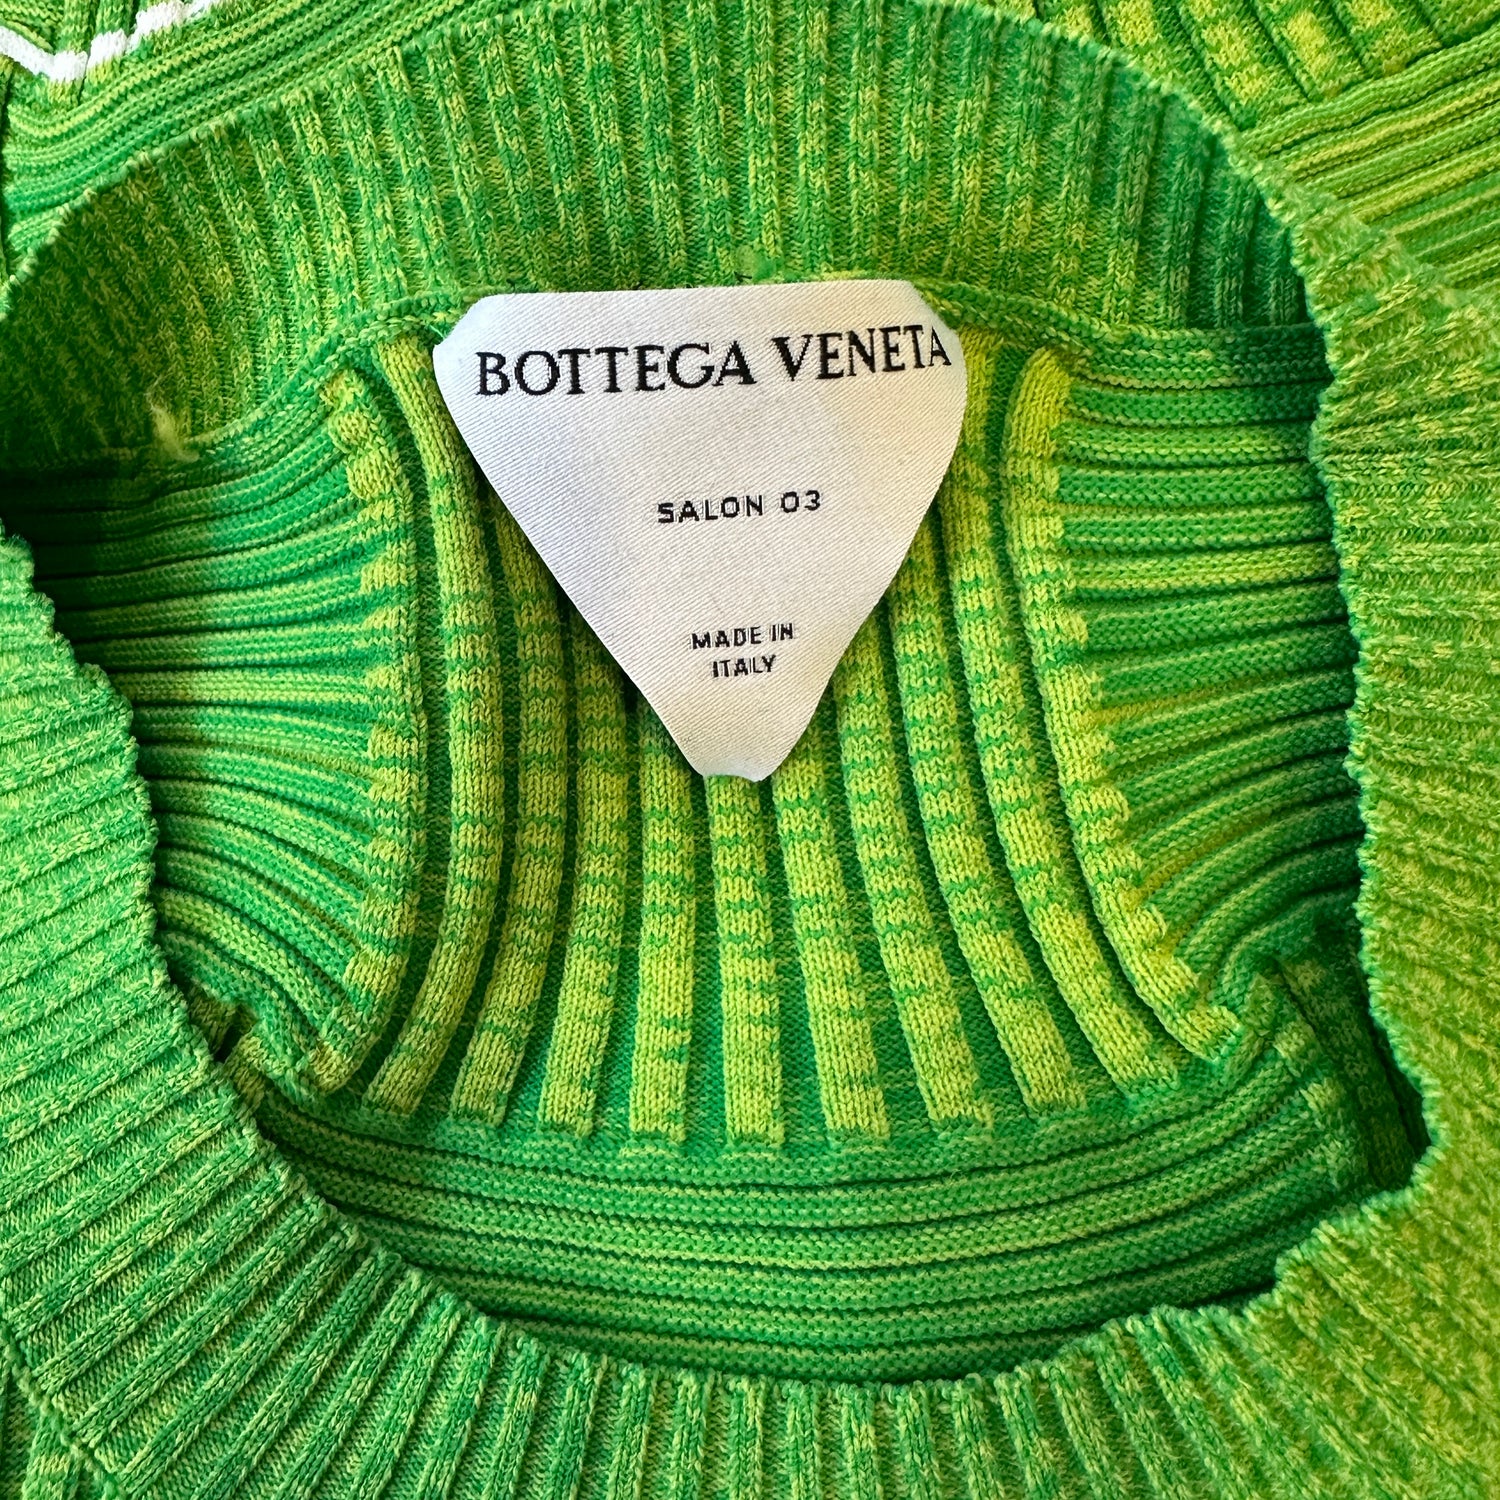 BOTTEGA VENETA
SALON 03
MADE IN
ITALY